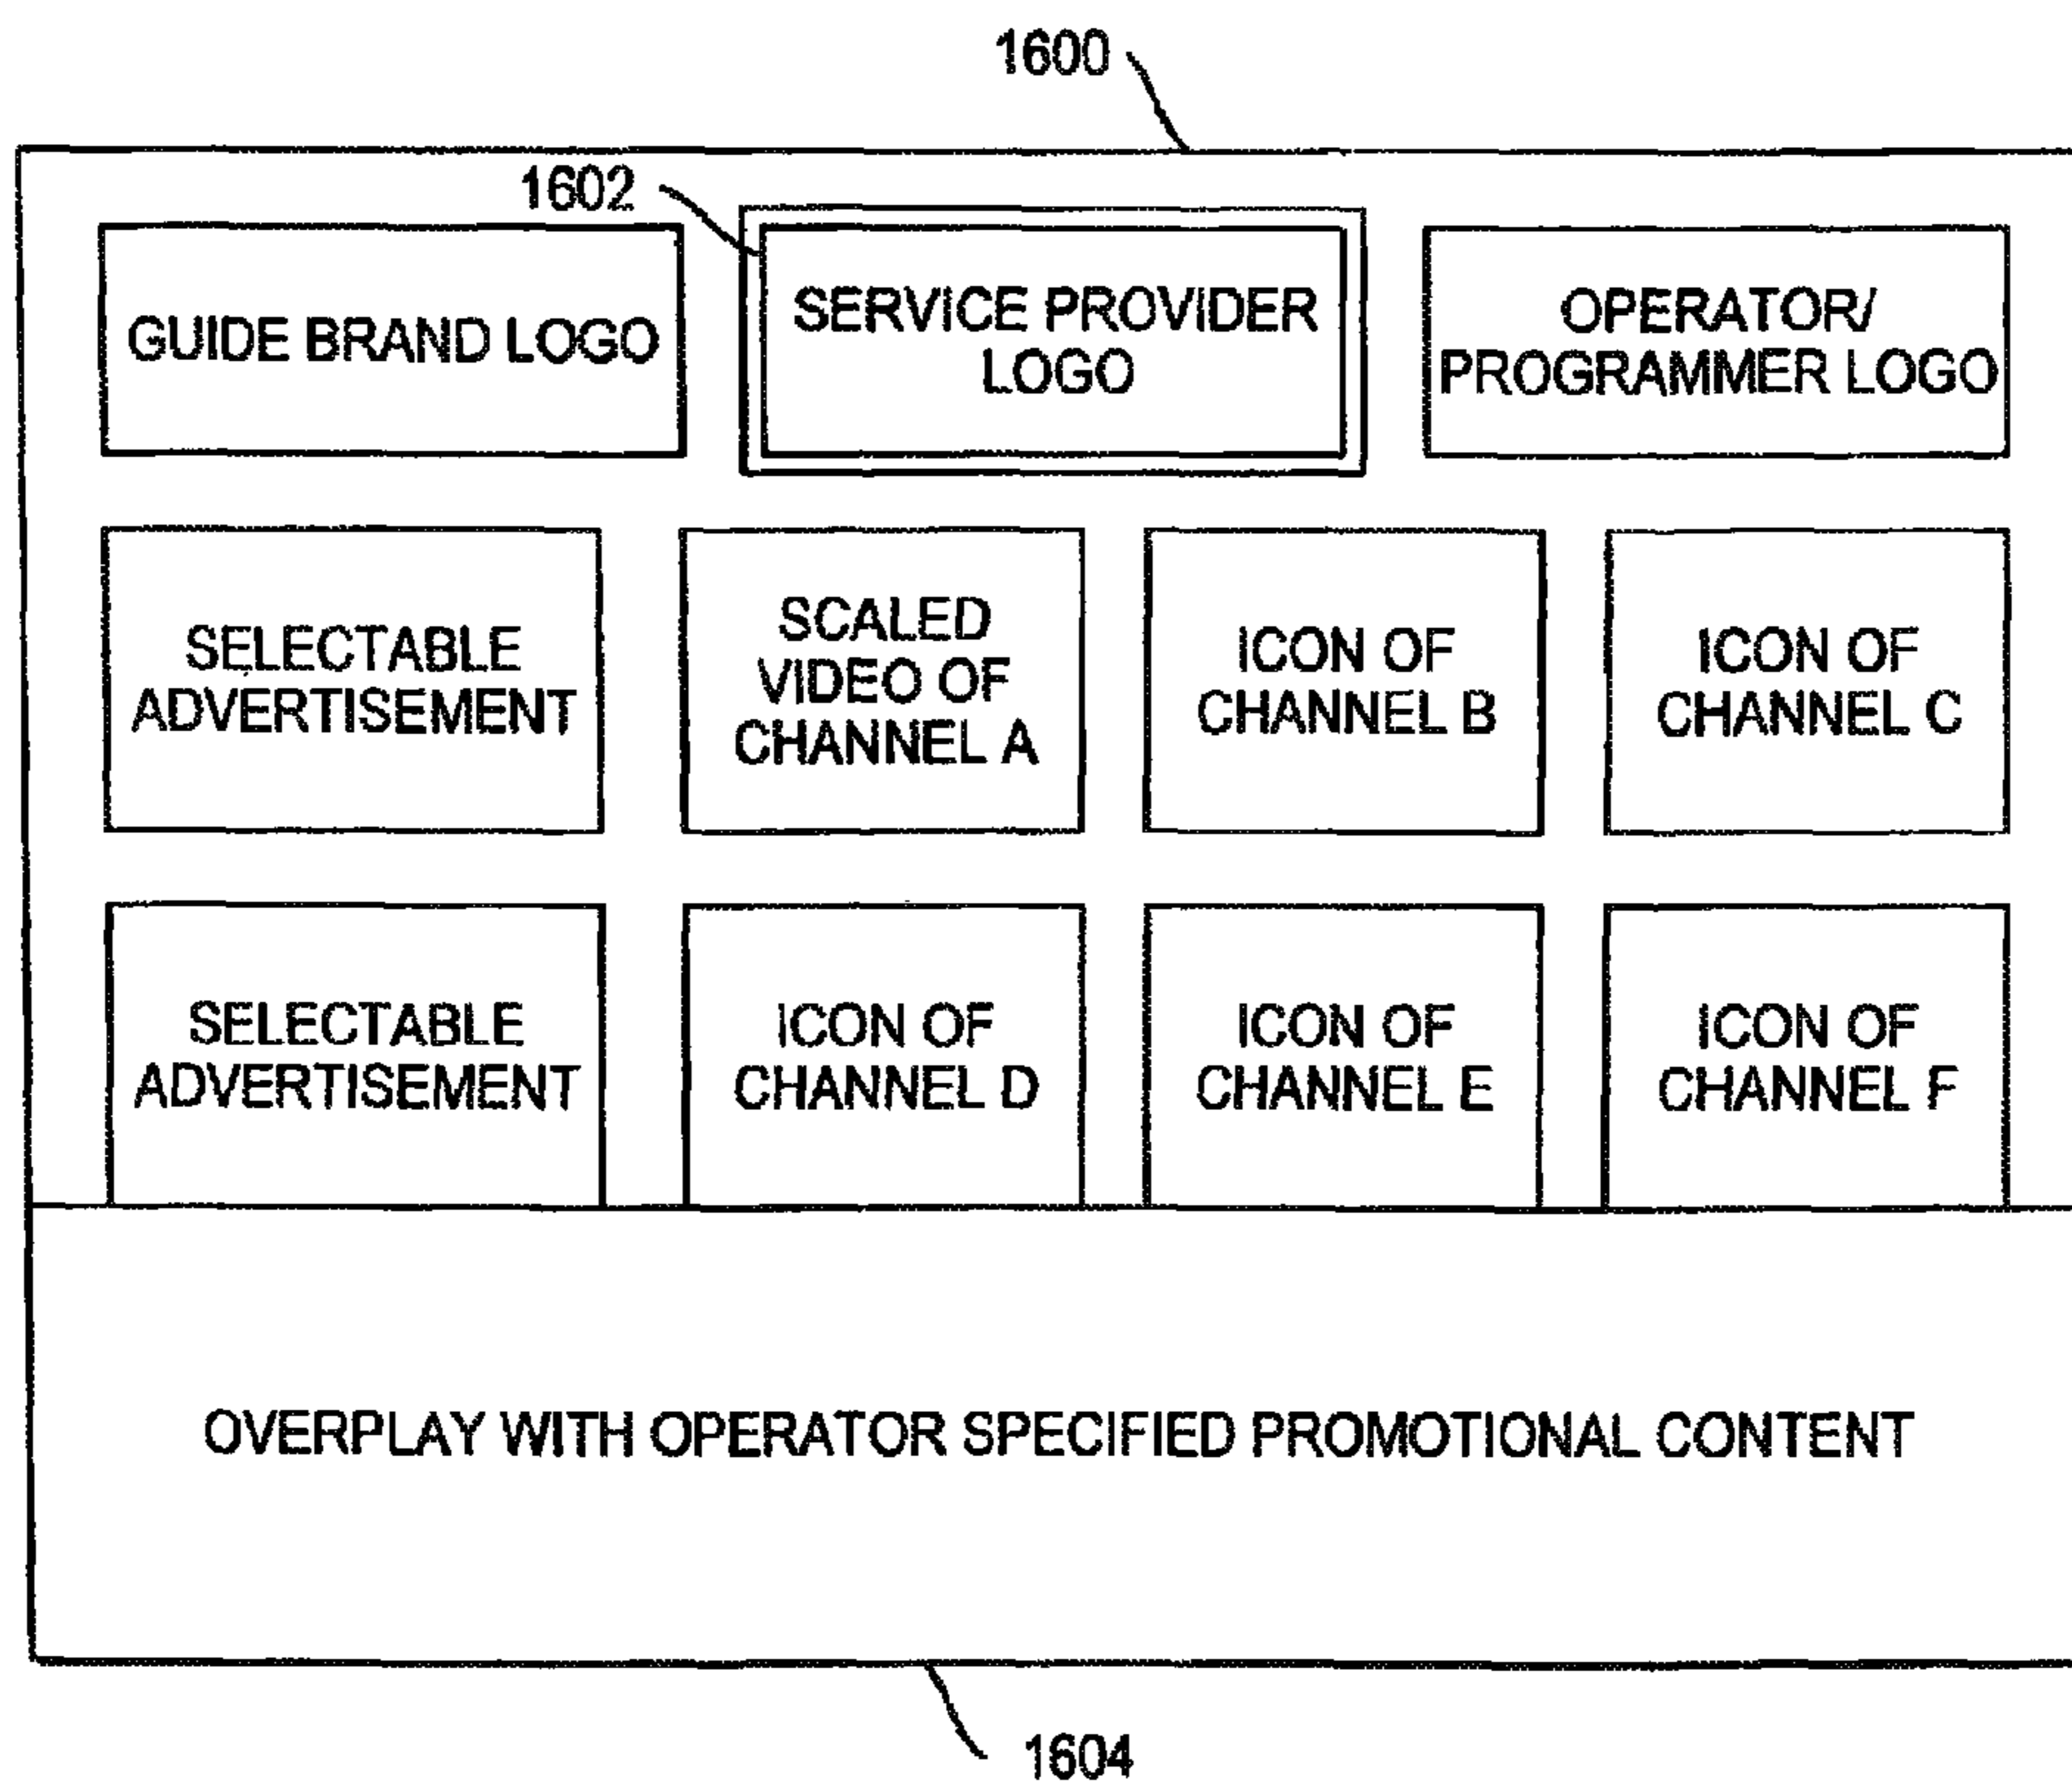 1600
1602
GUIDE BRAND LOGO
SERVICE PROVIDER
LOGO
OPERATOR/
PROGRAMMER LOGO
SELECTABLE
ADVERTISEMENT
SCALED
VIDEO OF
CHANNEL A
ICON OF
CHANNEL B
ICON OF
CHANNEL C
SELECTABLE
ADVERTISEMENT
ICON OF
CHANNEL D
ICON OF
CHANNEL E
ICON OF
CHANNEL F
OVERPLAY WITH OPERATOR SPECIFIED PROMOTIONAL CONTENT
1604